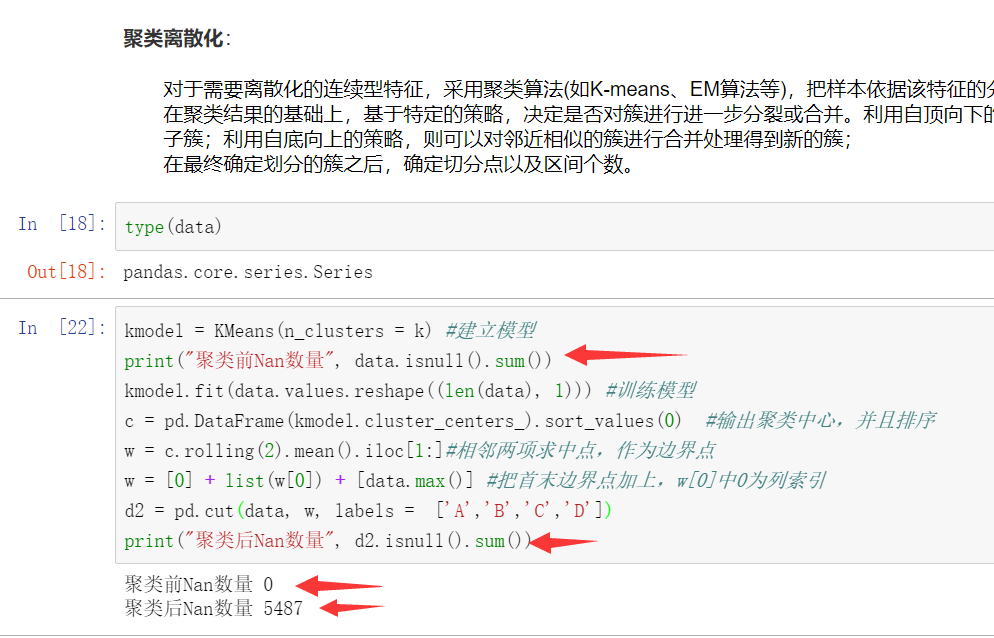 聚类离散化:
对于需要离散化的连续型特征，采用聚类算法(如K-means、EM算法等)，把样本依据该特征的
在聚类结果的基础上，基于特定的策略，决定是否对簇进行进一步分裂或合并。利用自顶向下的
子簇；利用自底向上的策略，则可以对邻近相似的簇进行合并处理得到新的簇；
在最终确定划分的簇之后，确定切分点以及区间个数。
In [18]: type(data)
Out[18]: pandas.core.series.Series
In [22]: kmodel = KMeans(n_clusters = k) #建立模型
print("聚类前Nan数量", data.isnull().sum())
kmodel.fit(data.values.reshape((len(data), 1))) #训练模型
c = pd.DataFrame(kmodel.cluster_centers_).sort_values(0) #输出聚类中心，并且排序
w = c.rolling(2).mean().iloc[1:]#相邻两项求中点，作为边界点
w = [0] + list(w[0]) + [data.max()] #把首末边界点加上，w[0]中0为列索引
d2 = pd.cut(data, w, labels = ['A','B','C','D'])
print("聚类后Nan数量", d2.isnull().sum())
聚类前Nan数量 0
聚类后Nan数量 5487